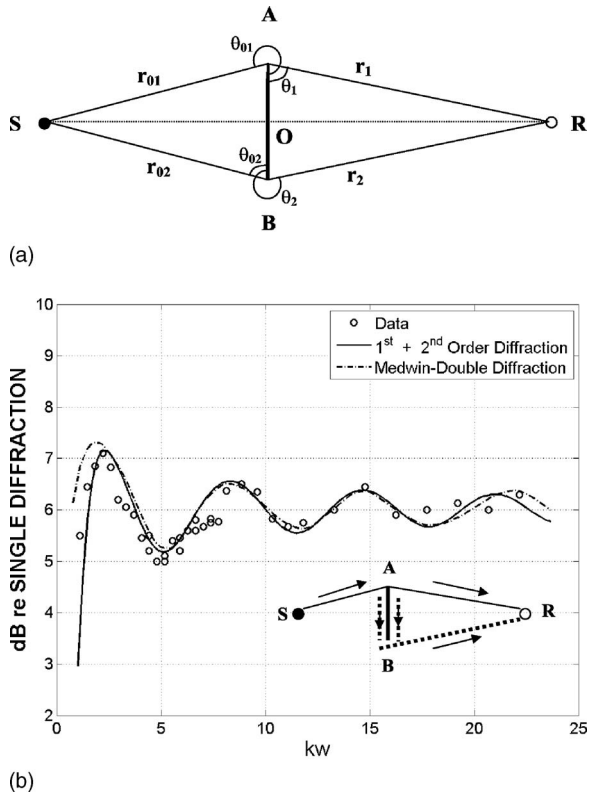 A
θ01
r01
θ1
r1
S
O
R
r02
θ02
r2
θ2
B
(a)
10
9
8
7
6
5
4
3
2
dB re SINGLE DIFFRACTION
Data
1st + 2nd Order Diffraction
Medwin-Double Diffraction
A
S
R
B
0
5
10
15
20
25
kw
(b)